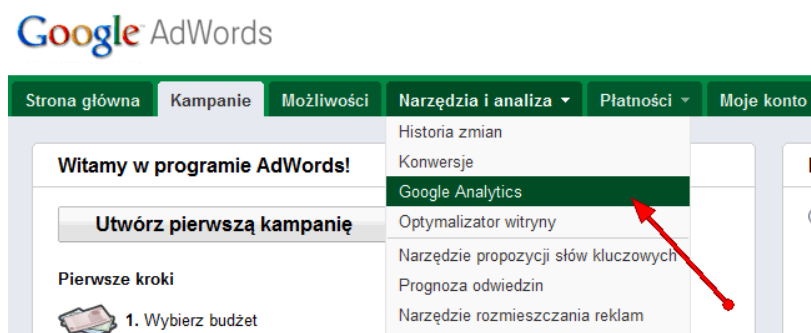 Google AdWords
Strona główna Kampanie Możliwości Narzędzia i analiza Płatności Moje konto
Historia zmian
Witamy w programie AdWords!
Konwersje
Google Analytics
Utwórz pierwszą kampanię
Optymalizator witryny
Narzędzie propozycji słów kluczowych
Pierwsze kroki
Prognoza odwiedzin
1. Wybierz budżet
Narzędzie rozmieszczania reklam